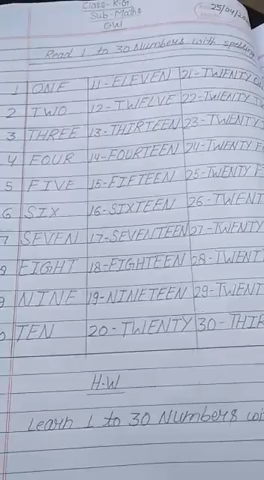 Class-K.G
25/04/
Sub-Maths
C.W
Read 1 to 30 Numbers with spelling
1 ONE 11-ELEVEN 21-TWENTY
2 TWO 12-TWELVE 22-TWENTY TW
3 THREE 13-THIRTEEN 23-TWENTY
4 FOUR 14-FOURTEEN 24-TWENTY F
5 FIVE 15-FIFTEEN 25-TWENTY F
6 SIX 16-SIXTEEN 26-TWENT
7 SEVEN 17-SEVENTEEN 27-TWENTY
8 EIGHT 18-EIGHTEEN 28-TWENT
9 NINE 19-NINETEEN 29-TWENT
TEN 20-TWENTY 30-THIR
H.W
Learn 1 to 30 Numbers wi